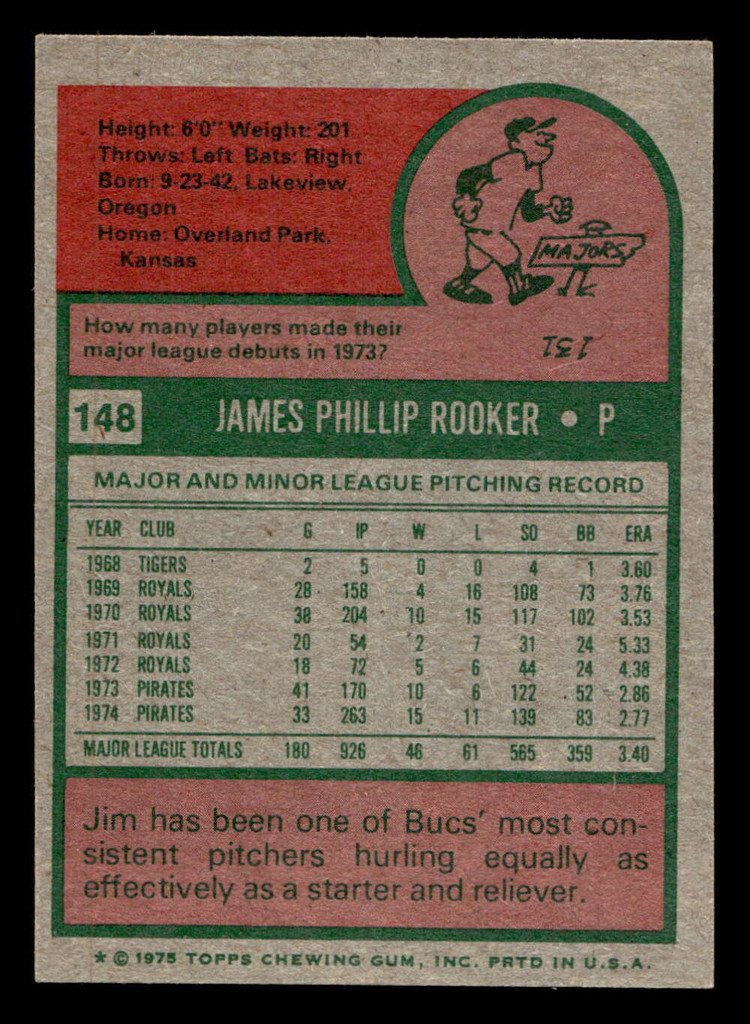 Height: 6'0" Weight: 201
Throws: Left Bats: Right
Born: 9-23-42, Lakeview,
Oregon
Home: Overland Park,
Kansas
MAJORS
How many players made their
major league debuts in 1973?
131
148 JAMES PHILLIP ROOKER • P
MAJOR AND MINOR LEAGUE PITCHING RECORD
YEAR CLUB G IP W L SO BB ERA
1968 TIGERS 2 5 0 0 4 1 3.60
1969 ROYALS 28 158 4 16 108 73 3.76
1970 ROYALS 38 204 10 15 117 102 3.53
1971 ROYALS 20 54 2 7 31 24 5.33
1972 ROYALS 18 72 5 6 44 24 4.38
1973 PIRATES 41 170 10 6 122 52 2.86
1974 PIRATES 33 263 15 11 139 83 2.77
MAJOR LEAGUE TOTALS 180 926 46 61 565 359 3.40
Jim has been one of Bucs' most con-
sistent pitchers hurling equally as
effectively as a starter and reliever.
* © 1975 TOPPS CHEWING GUM, INC. PRTD IN U.S.A.